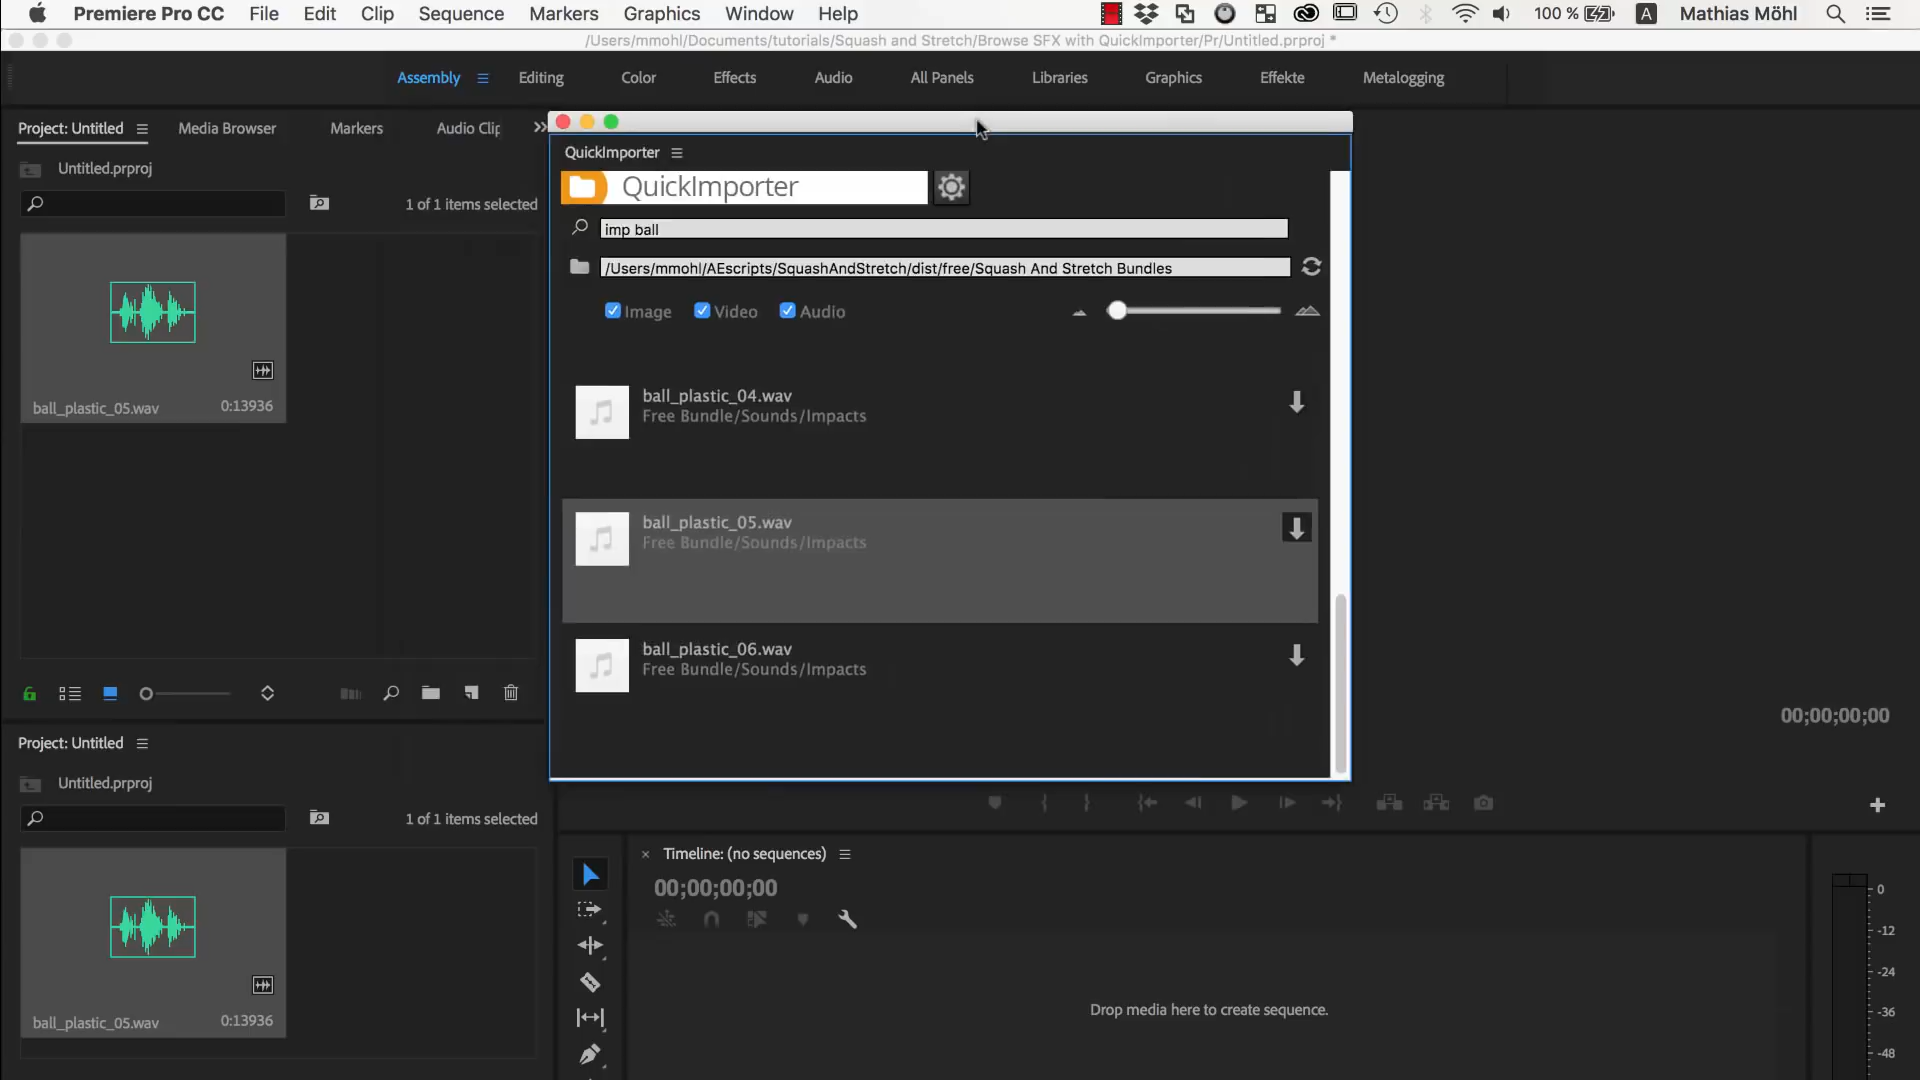 Premiere Pro CC File Edit Clip Sequence Markers Graphics Window Help 100 % A Mathias Möhl
/Users/mmohl/Documents/tutorials/Squash and Stretch/Browse SFX with QuickImporter/Pr/Untitled.prproj *
Assembly Editing Color Effects Audio All Panels Libraries Graphics Effekte Metalogging
Project: Untitled Media Browser Markers Audio Clip
Untitled.prproj
1 of 1 items selected
ball_plastic_05.wav 0:13936
QuickImporter
QuickImporter
imp ball
/Users/mmohl/AEscripts/SquashAndStretch/dist/free/Squash And Stretch Bundles
Image Video Audio
ball_plastic_04.wav
Free Bundle/Sounds/Impacts
ball_plastic_05.wav
Free Bundle/Sounds/Impacts
ball_plastic_06.wav
Free Bundle/Sounds/Impacts
00;00;00;00
Project: Untitled
Untitled.prproj
1 of 1 items selected
ball_plastic_05.wav 0:13936
Timeline: (no sequences)
00;00;00;00
Drop media here to create sequence.
0
-12
-24
-36
-48